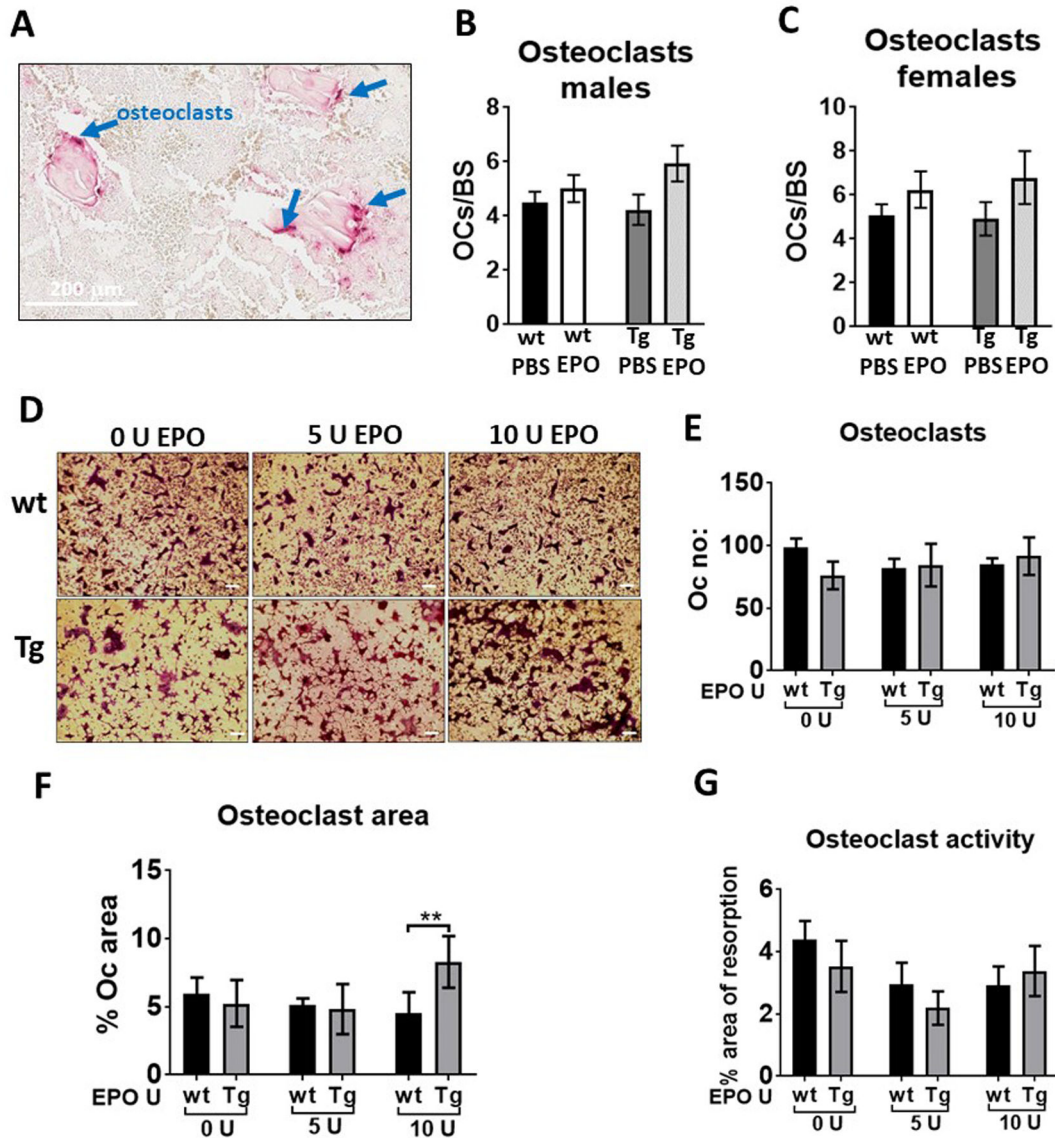 A
osteoclasts
200 µm
B
Osteoclasts
males
OCs/BS
8
6
4
2
0
wt wt Tg Tg
PBS EPO PBS EPO
C
Osteoclasts
females
OCs/BS
10
8
6
4
2
0
wt wt Tg Tg
PBS EPO PBS EPO
D
0 U EPO 5 U EPO 10 U EPO
wt
Tg
E
Osteoclasts
Oc no:
150
100
50
0
EPO U wt Tg wt Tg wt Tg
0 U 5 U 10 U
F
Osteoclast area
% Oc area
15
10
5
0
**
EPO U wt Tg wt Tg wt Tg
0 U 5 U 10 U
G
Osteoclast activity
% area of resorption
6
4
2
0
EPO U wt Tg wt Tg wt Tg
0 U 5 U 10 U